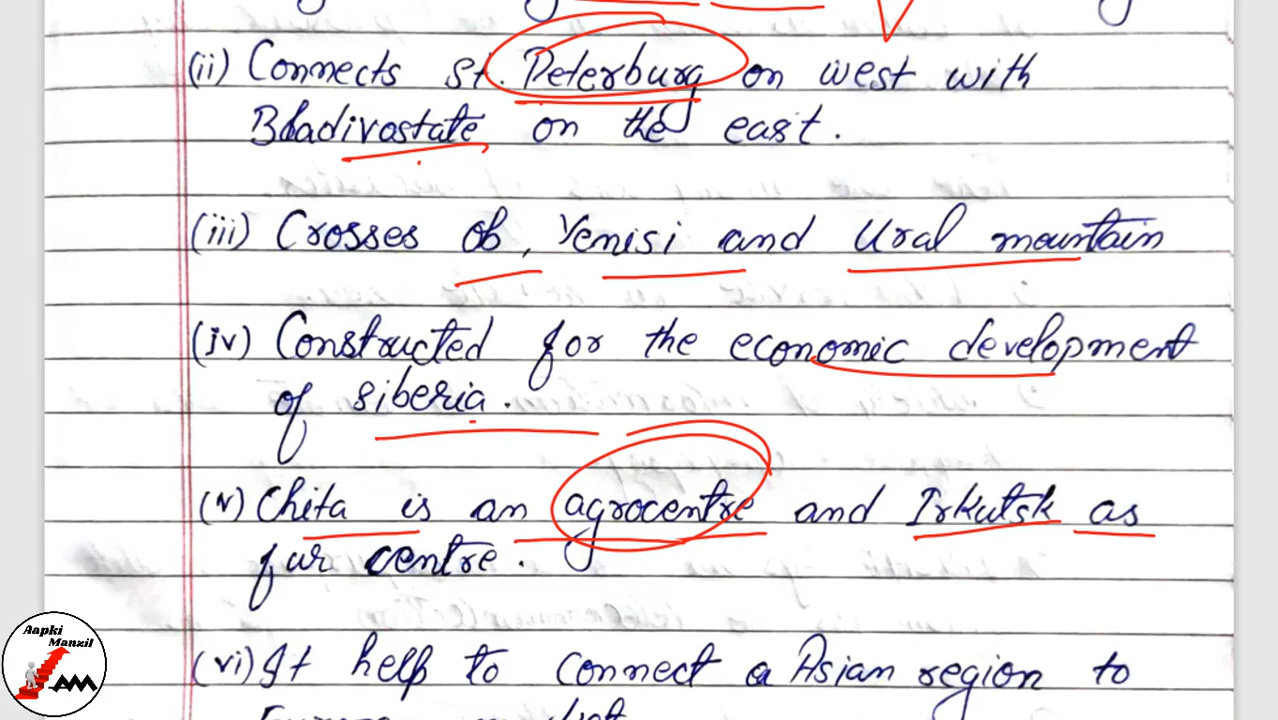 (ii) Connects st. Peterburg on west with
Bladivostate on the east.
(iii) Crosses ob, Yenisi and Ural mountain
(iv) Constructed for the economic development
of siberia.
(v) Chita is an agrocentre and Irkutsk as
fur centre.
(vi) It help to connect a Asian region to
Aapki
Manzil
AM